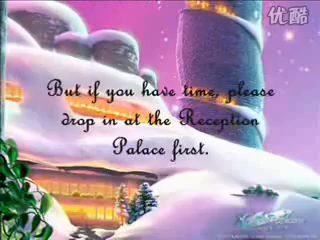 优酷
But if you have time, please
drop in at the Reception
Palace first.